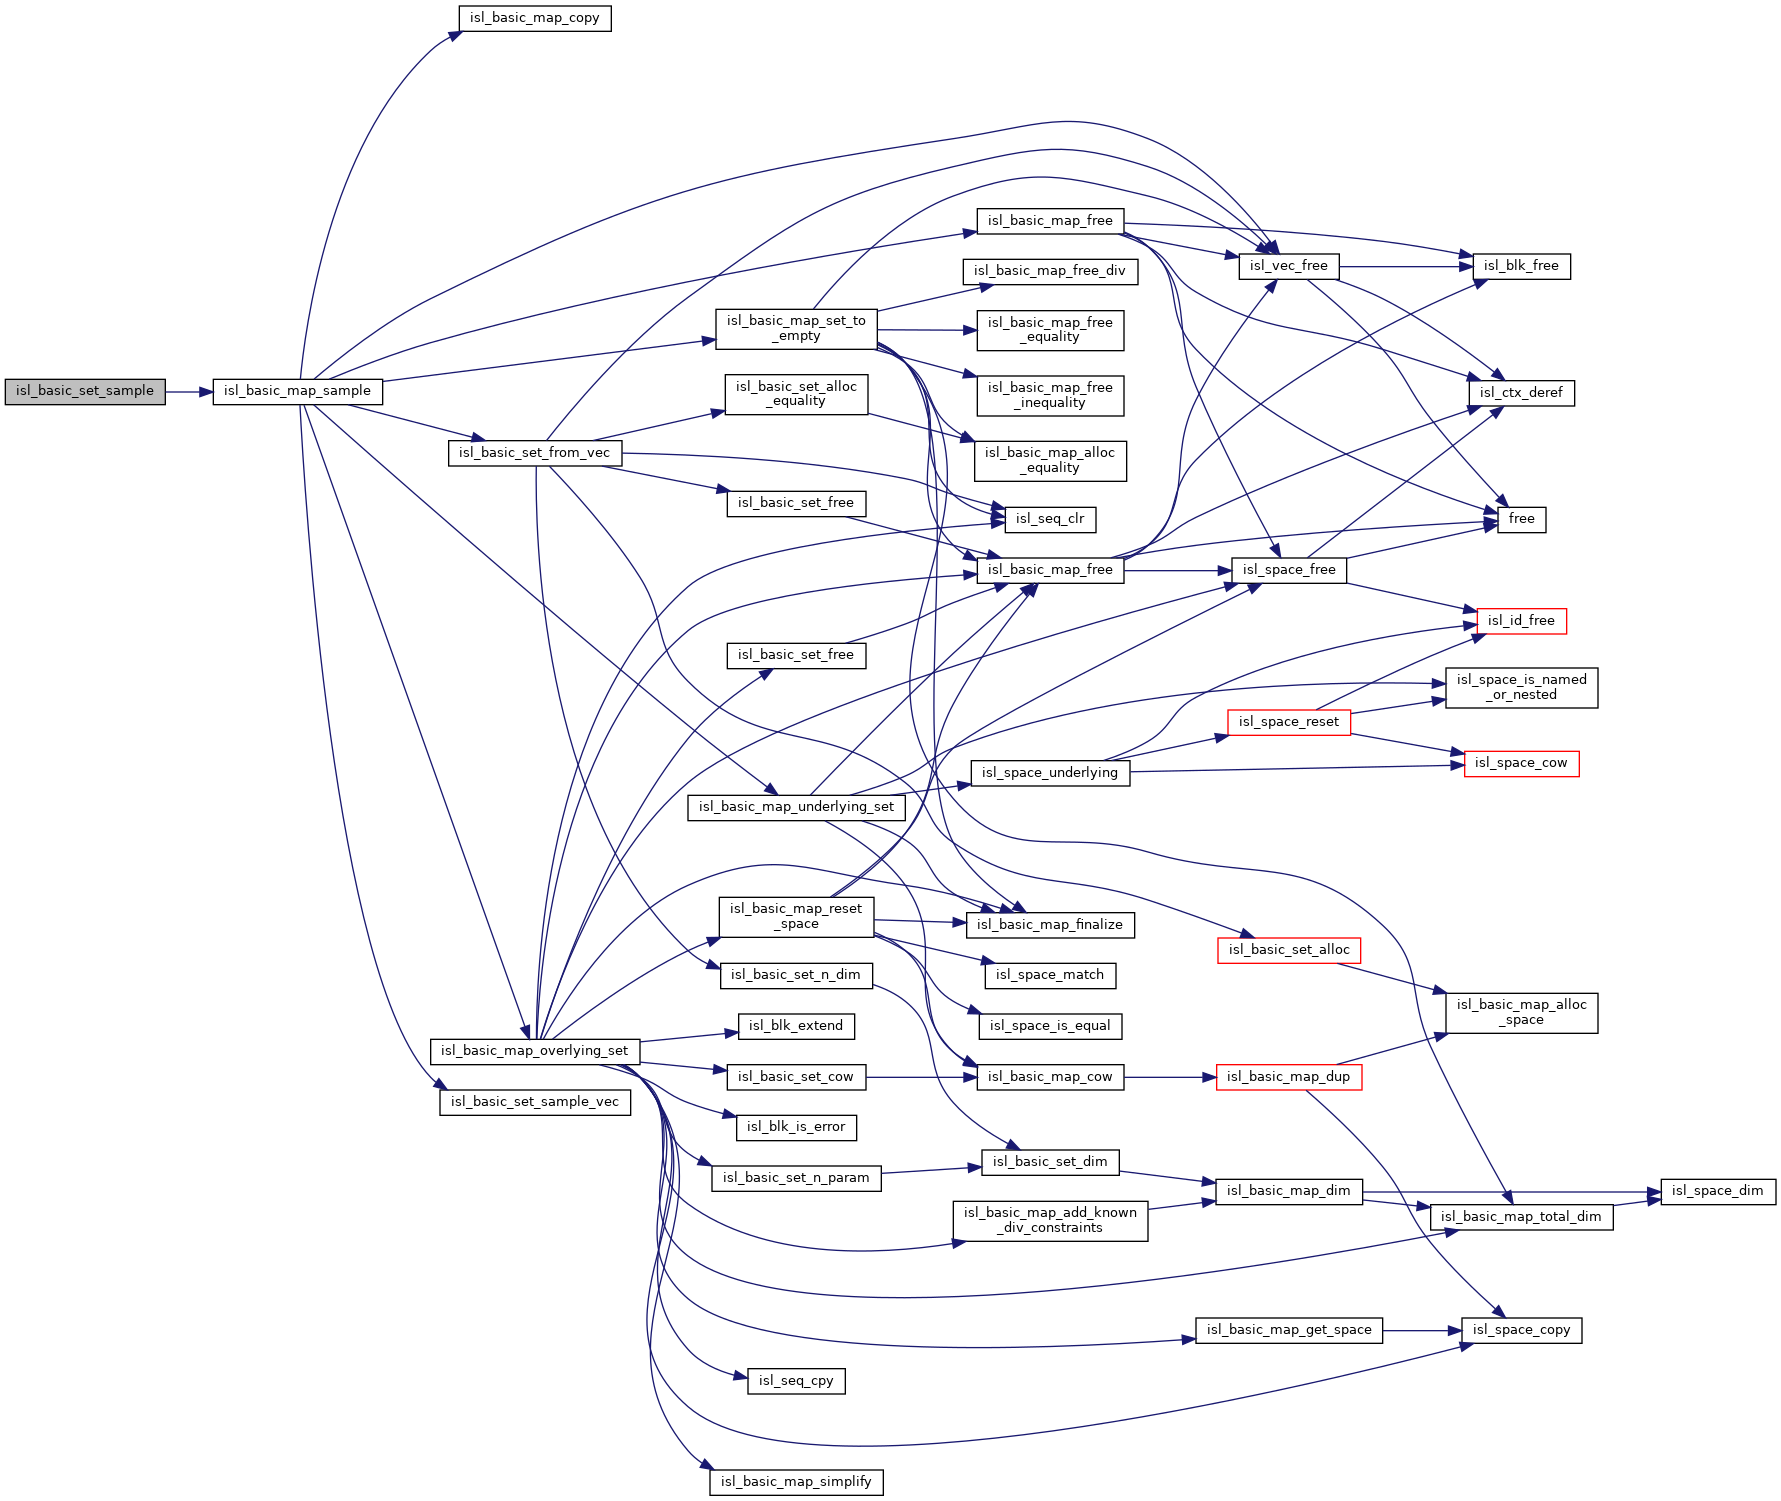 isl_basic_map_copy
isl_basic_map_free
isl_vec_free
isl_blk_free
isl_basic_map_free_div
isl_basic_map_set_to
_empty
isl_basic_map_free
_equality
isl_basic_set_sample
isl_basic_map_sample
isl_basic_set_alloc
_equality
isl_basic_map_free
_inequality
isl_ctx_deref
isl_basic_set_from_vec
isl_basic_map_alloc
_equality
isl_basic_set_free
isl_seq_clr
free
isl_basic_map_free
isl_space_free
isl_id_free
isl_basic_set_free
isl_space_is_named
_or_nested
isl_space_reset
isl_space_cow
isl_space_underlying
isl_basic_map_underlying_set
isl_basic_map_reset
_space
isl_basic_map_finalize
isl_basic_set_alloc
isl_basic_set_n_dim
isl_space_match
isl_basic_map_alloc
_space
isl_blk_extend
isl_space_is_equal
isl_basic_map_overlying_set
isl_basic_set_cow
isl_basic_map_cow
isl_basic_map_dup
isl_basic_set_sample_vec
isl_blk_is_error
isl_basic_set_n_param
isl_basic_set_dim
isl_basic_map_dim
isl_space_dim
isl_basic_map_add_known
_div_constraints
isl_basic_map_total_dim
isl_basic_map_get_space
isl_space_copy
isl_seq_cpy
isl_basic_map_simplify